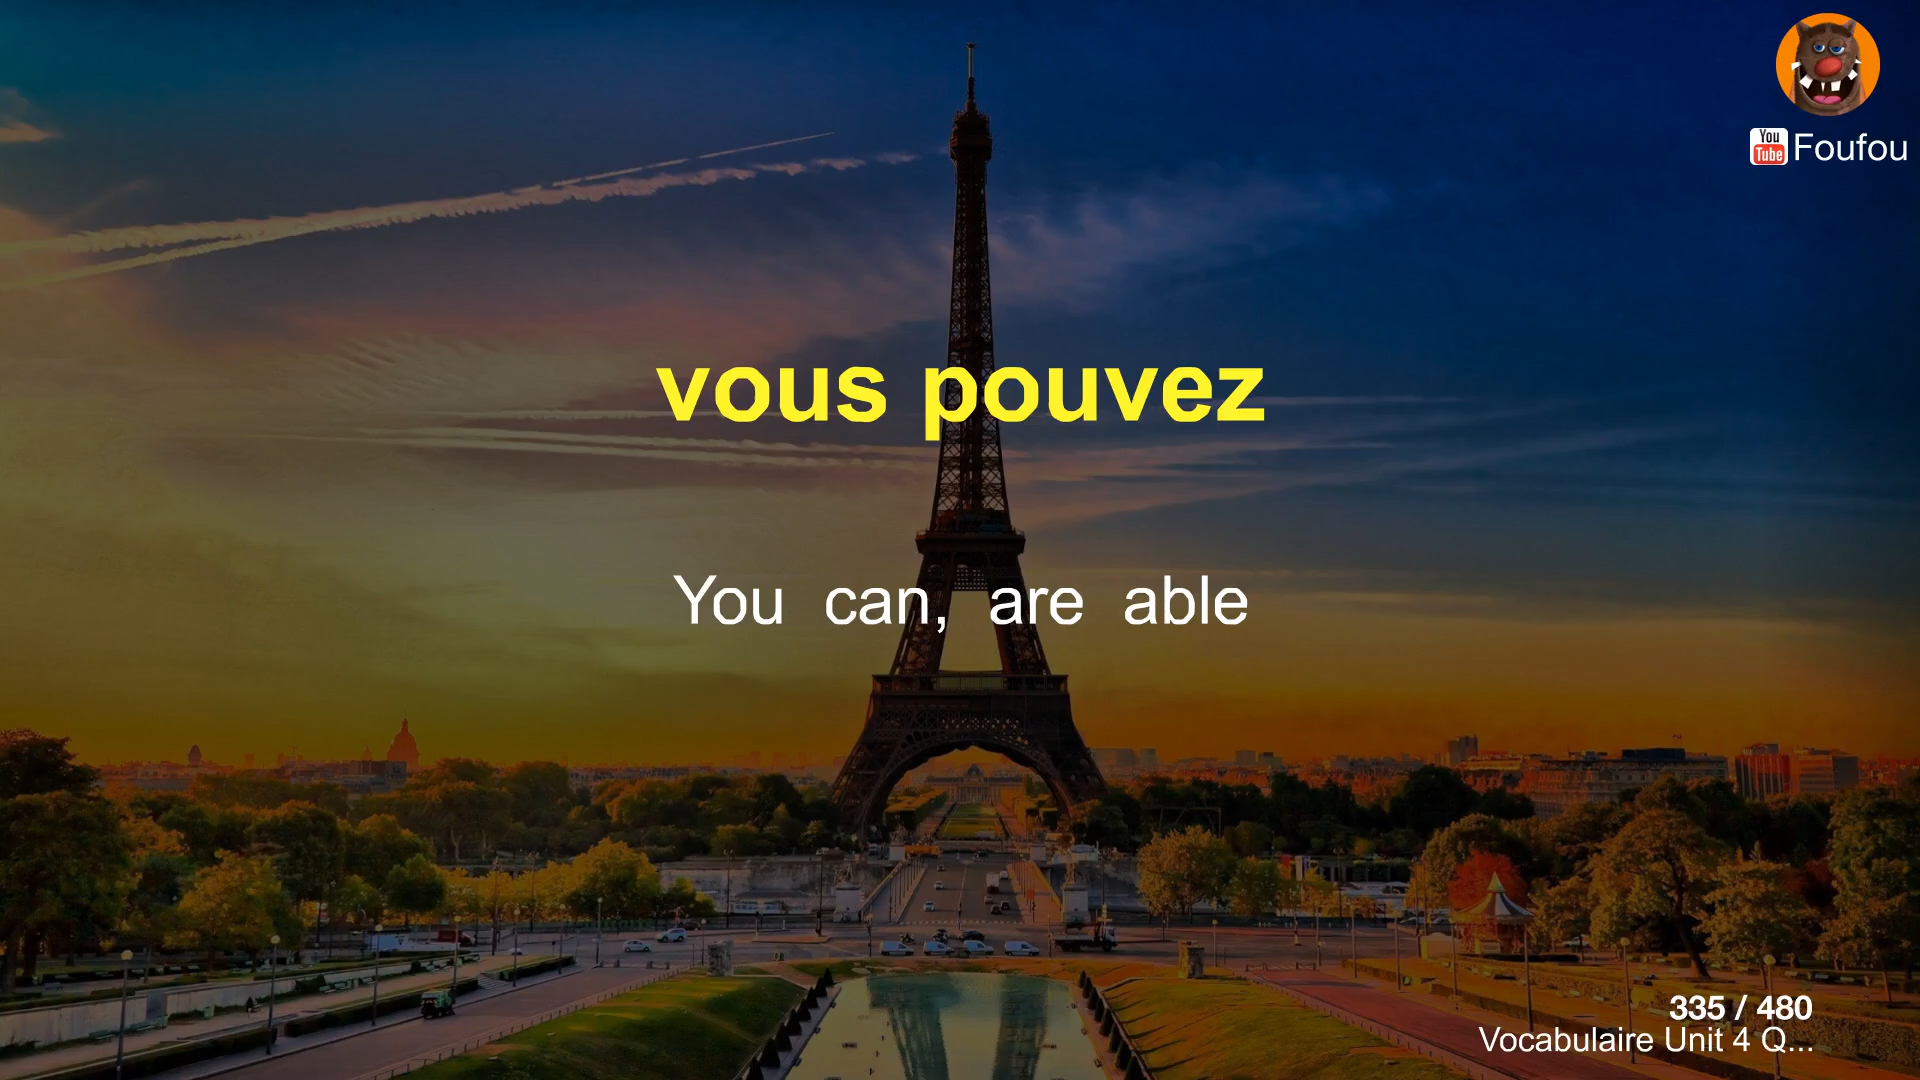 You
Tube
Foufou
vous pouvez
You can, are able
335 / 480
Vocabulaire Unit 4 Q...